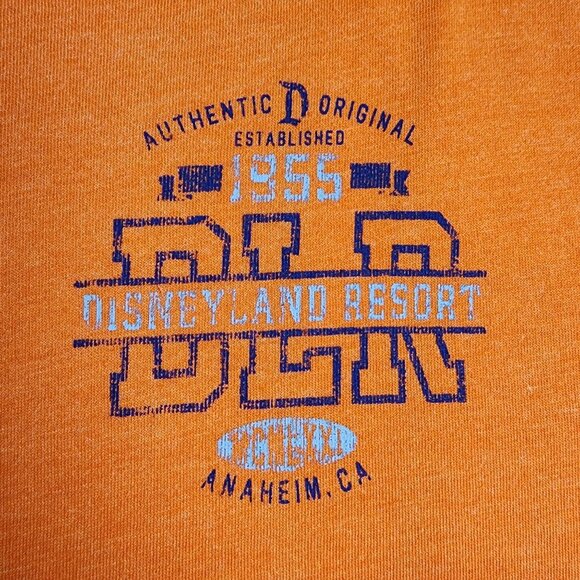 AUTHENTIC D ORIGINAL
ESTABLISHED
1955
DLR
DISNEYLAND RESORT
ANAHEIM, CA